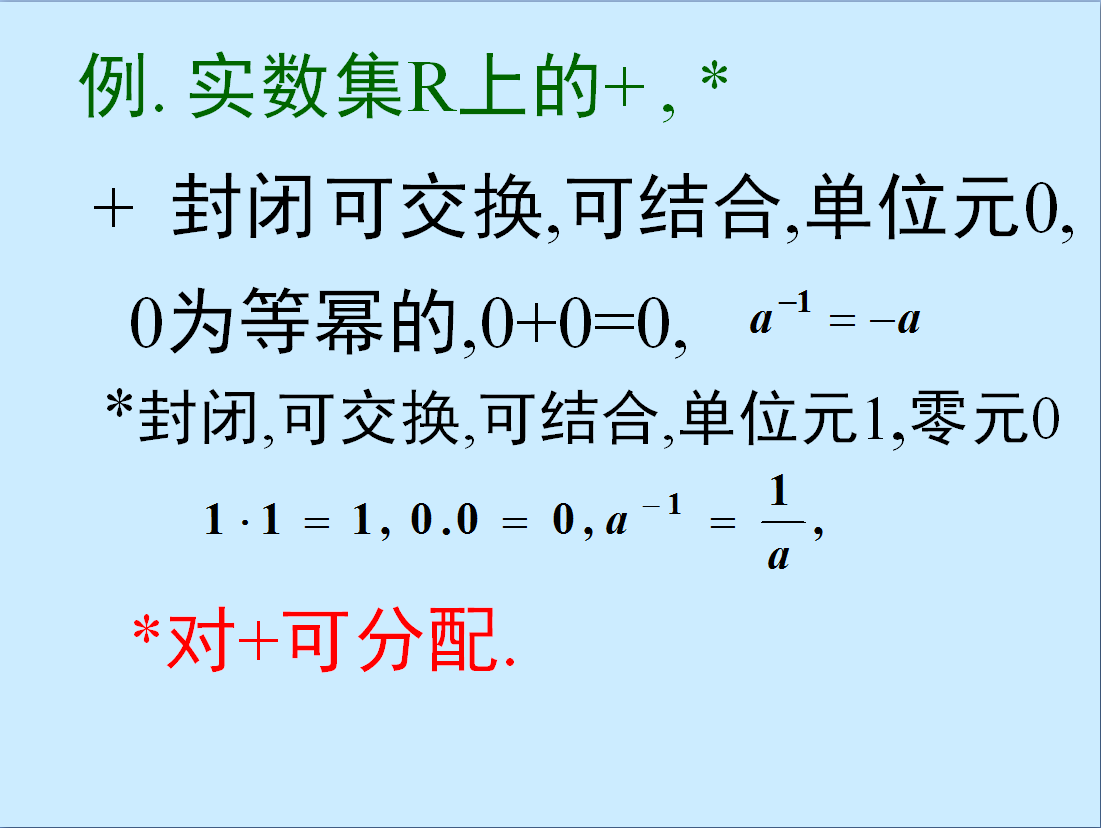 例. 实数集R上的+ , *
+ 封闭可交换,可结合,单位元0,
0为等幂的,0+0=0, a⁻¹ = −a
*封闭,可交换,可结合,单位元1,零元0
1 · 1 = 1, 0.0 = 0, a⁻¹ = 1/a,
*对+可分配.